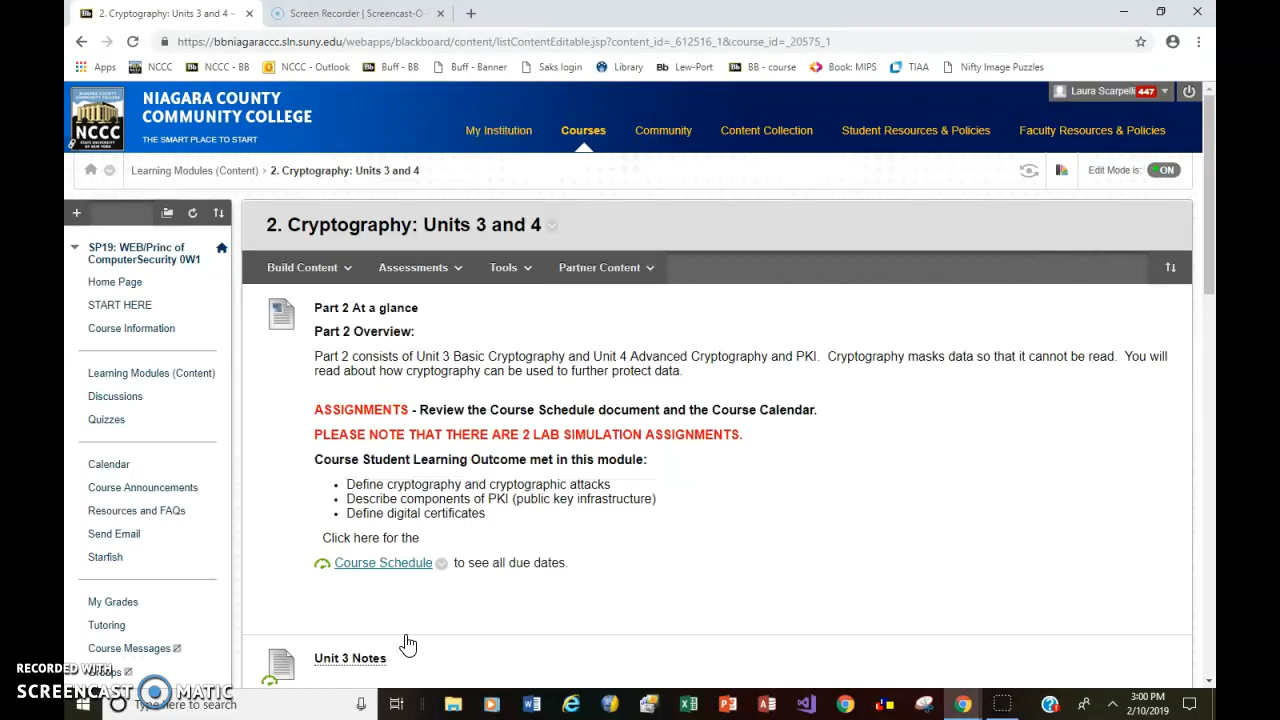 2. Cryptography: Units 3 and 4 –
Screen Recorder | Screencast-O-
https://bbniagaraccc.sln.suny.edu/webapps/blackboard/content/listContentEditable.jsp?content_id=_612516_1&course_id=_20575_1
Apps NCCC NCCC - BB NCCC - Outlook Buff - BB Buff - Banner Saks login Library Lew-Port BB - course Book: MIPS TIAA Nifty Image Puzzles
NIAGARA COUNTY
COMMUNITY COLLEGE
THE SMART PLACE TO START
NCCC
Laura Scarpelli 447
My Institution Courses Community Content Collection Student Resources & Policies Faculty Resources & Policies
Learning Modules (Content) > 2. Cryptography: Units 3 and 4
Edit Mode is: ON
SP19: WEB/Princ of
ComputerSecurity 0W1
Home Page
START HERE
Course Information
Learning Modules (Content)
Discussions
Quizzes
Calendar
Course Announcements
Resources and FAQs
Send Email
Starfish
My Grades
Tutoring
Course Messages
Groups
2. Cryptography: Units 3 and 4
Build Content Assessments Tools Partner Content
Part 2 At a glance
Part 2 Overview:
Part 2 consists of Unit 3 Basic Cryptography and Unit 4 Advanced Cryptography and PKI. Cryptography masks data so that it cannot be read. You will
read about how cryptography can be used to further protect data.
ASSIGNMENTS - Review the Course Schedule document and the Course Calendar.
PLEASE NOTE THAT THERE ARE 2 LAB SIMULATION ASSIGNMENTS.
Course Student Learning Outcome met in this module:
• Define cryptography and cryptographic attacks
• Describe components of PKI (public key infrastructure)
• Define digital certificates
Click here for the
Course Schedule to see all due dates.
Unit 3 Notes
RECORDED WITH
SCREENCAST MATIC
Type here to search
3:00 PM
2/10/2019